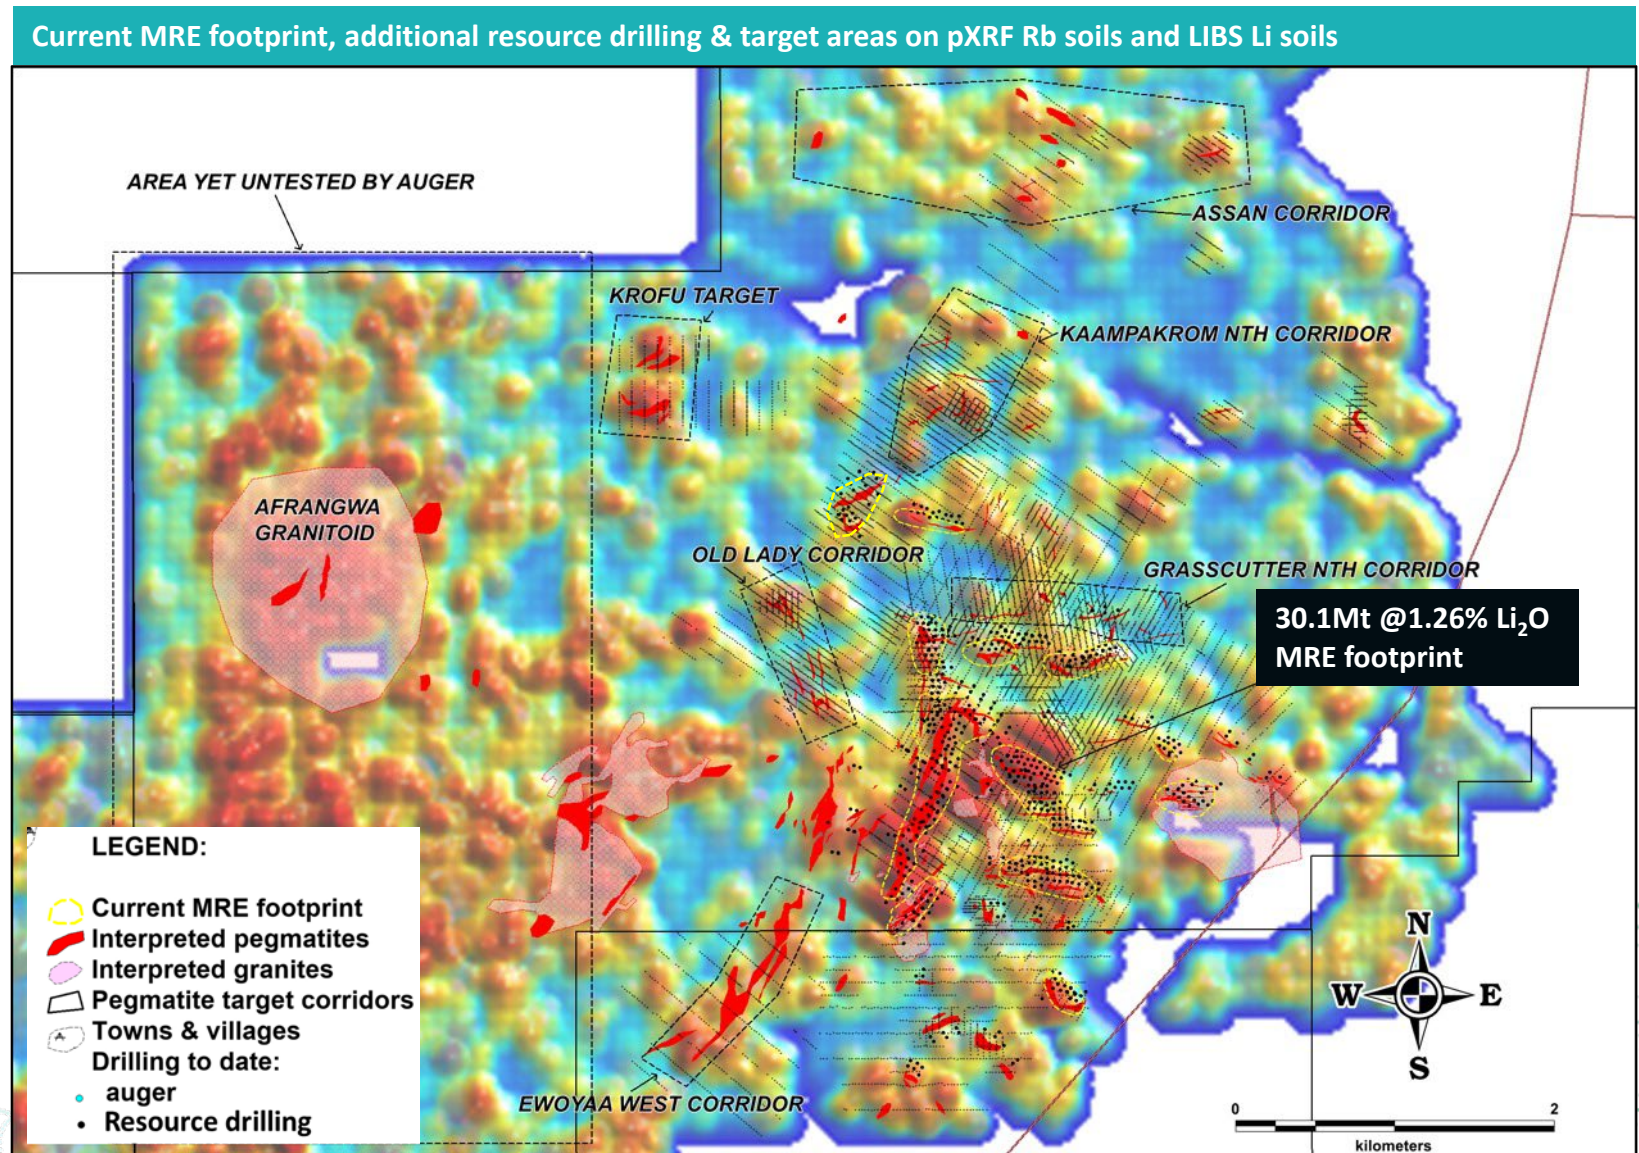 Current MRE footprint, additional resource drilling & target areas on pXRF Rb soils and LIBS Li soils
AREA YET UNTESTED BY AUGER
ASSAN CORRIDOR
KROFU TARGET
KAAMPAKROM NTH CORRIDOR
AFRANGWA
GRANITOID
OLD LADY CORRIDOR
GRASSCUTTER NTH CORRIDOR
30.1Mt @1.26% Li₂O
MRE footprint
LEGEND:
Current MRE footprint
Interpreted pegmatites
Interpreted granites
Pegmatite target corridors
Towns & villages
Drilling to date:
auger
Resource drilling
EWOYAA WEST CORRIDOR
N
W
E
S
0 2
kilometers